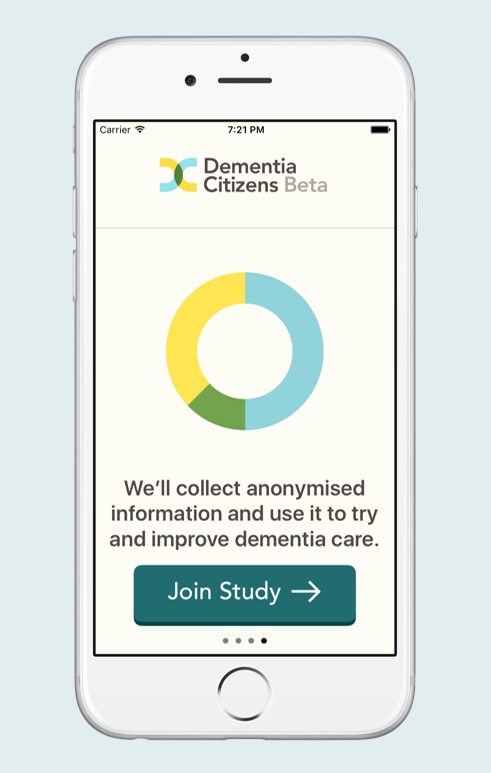 Carrier 7:21 PM
Dementia
Citizens Beta
We’ll collect anonymised
information and use it to try
and improve dementia care.
Join Study →